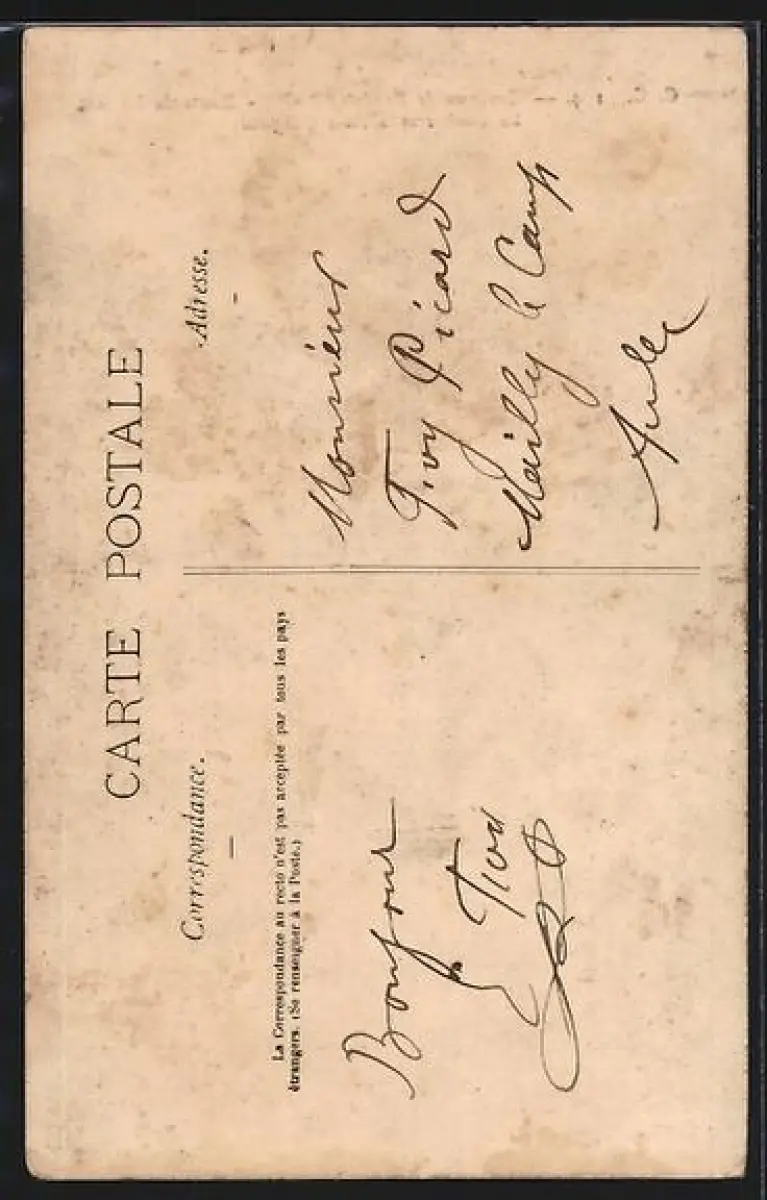 CARTE POSTALE
Correspondance.
La Correspondance au recto n'est pas acceptée par tous les pays
étrangers. (Se renseigner à la Poste.)
Bonjour
Adresse.
Monsieur
Picard
Mailly le Camp
Aube